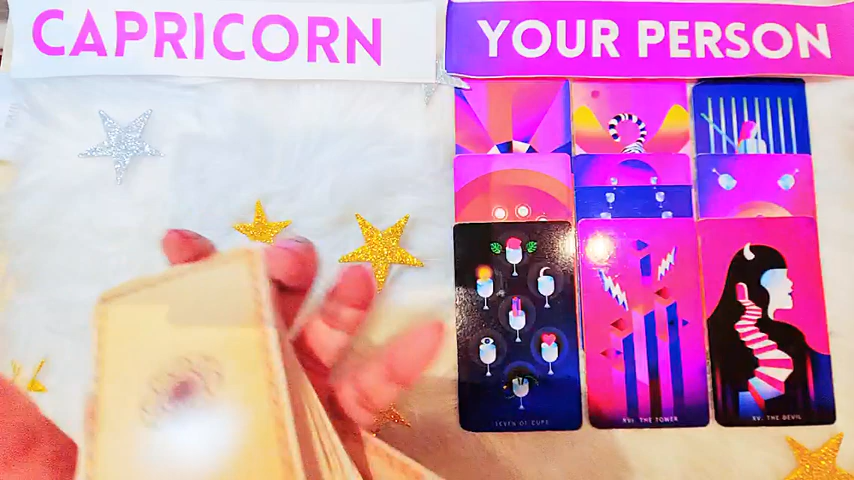 CAPRICORN
YOUR PERSON
SEVEN OF CUPS
XVI. THE TOWER
XV. THE DEVIL